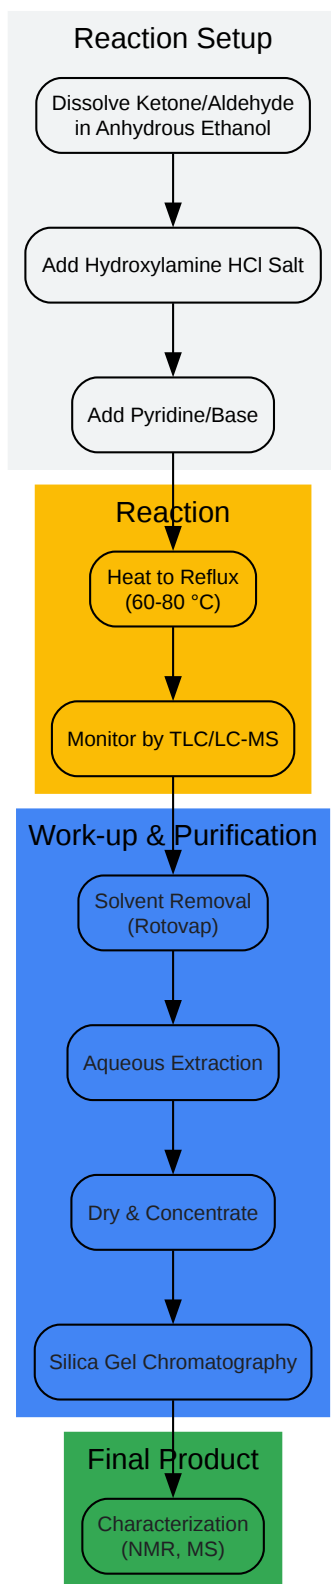 Reaction Setup
Dissolve Ketone/Aldehyde
in Anhydrous Ethanol
Add Hydroxylamine HCl Salt
Add Pyridine/Base
Reaction
Heat to Reflux
(60-80 °C)
Monitor by TLC/LC-MS
Work-up & Purification
Solvent Removal
(Rotovap)
Aqueous Extraction
Dry & Concentrate
Silica Gel Chromatography
Final Product
Characterization
(NMR, MS)